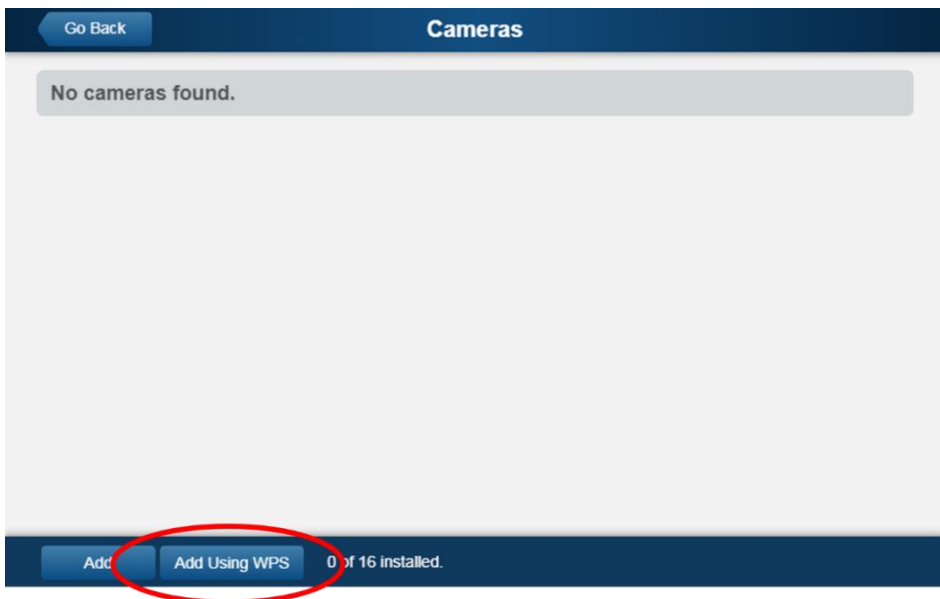 Go Back
Cameras
No cameras found.
Add
Add Using WPS
0 of 16 installed.